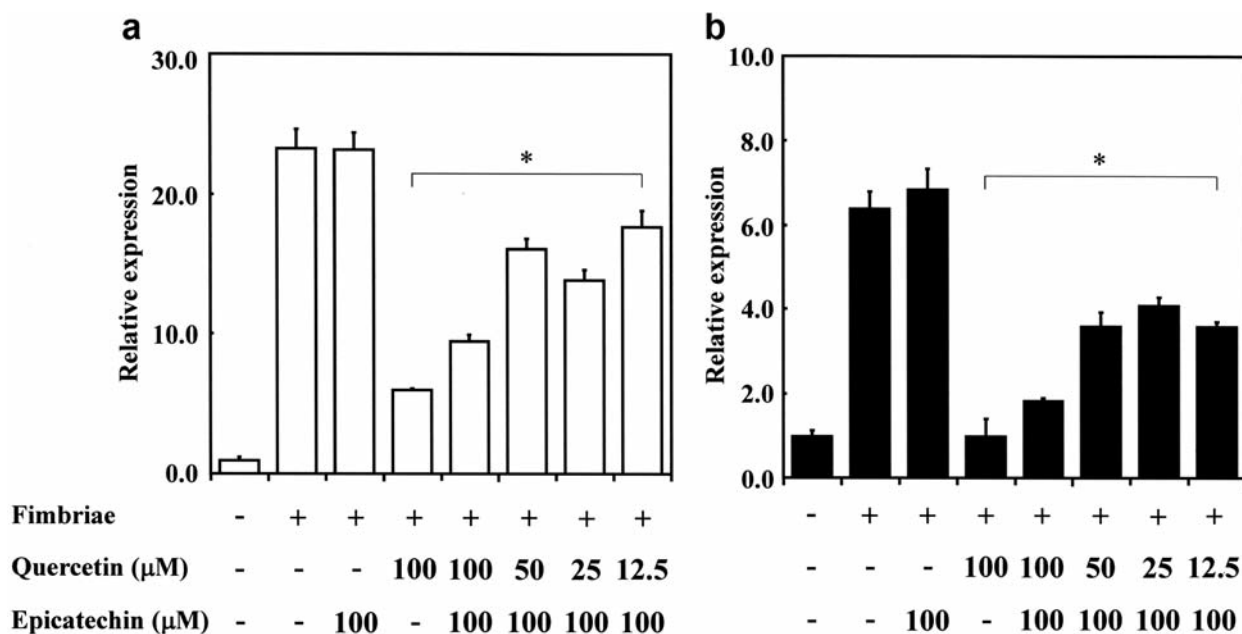 a
b
30.0
20.0
10.0
0.0
Relative expression
*
10.0
8.0
6.0
4.0
2.0
0.0
Relative expression
*
Fimbriae - + + + + + + + - + + + + + + +
Quercetin (μM) - - - 100 100 50 25 12.5 - - - 100 100 50 25 12.5
Epicatechin (μM) - - 100 - 100 100 100 100 - - 100 - 100 100 100 100